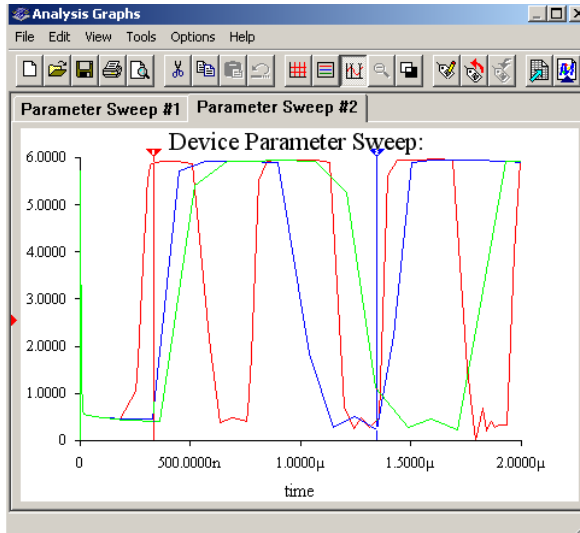 Analysis Graphs
File Edit View Tools Options Help
Parameter Sweep #1 Parameter Sweep #2
Device Parameter Sweep:
6.0000
5.0000
4.0000
3.0000
2.0000
1.0000
0
0 500.0000n 1.0000µ 1.5000µ 2.0000µ
time